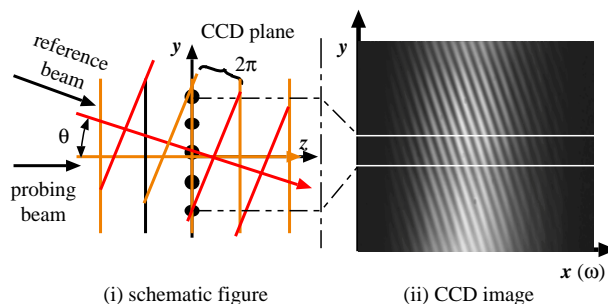 reference
beam
y
CCD plane
2π
θ
z
probing
beam
(i) schematic figure
y
x (ω)
(ii) CCD image